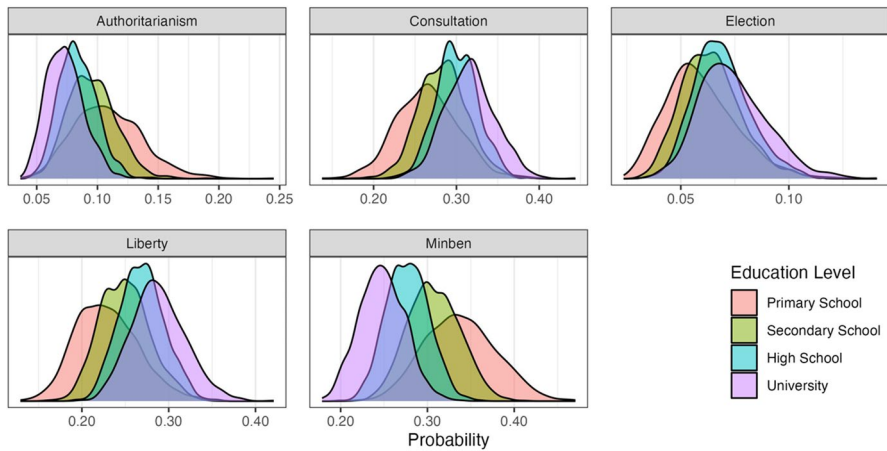 Authoritarianism
Consultation
Election
0.05 0.10 0.15 0.20 0.25
0.20 0.30 0.40
0.05 0.10
Liberty
Minben
0.20 0.30 0.40
0.20 0.30 0.40
Probability
Education Level
Primary School
Secondary School
High School
University